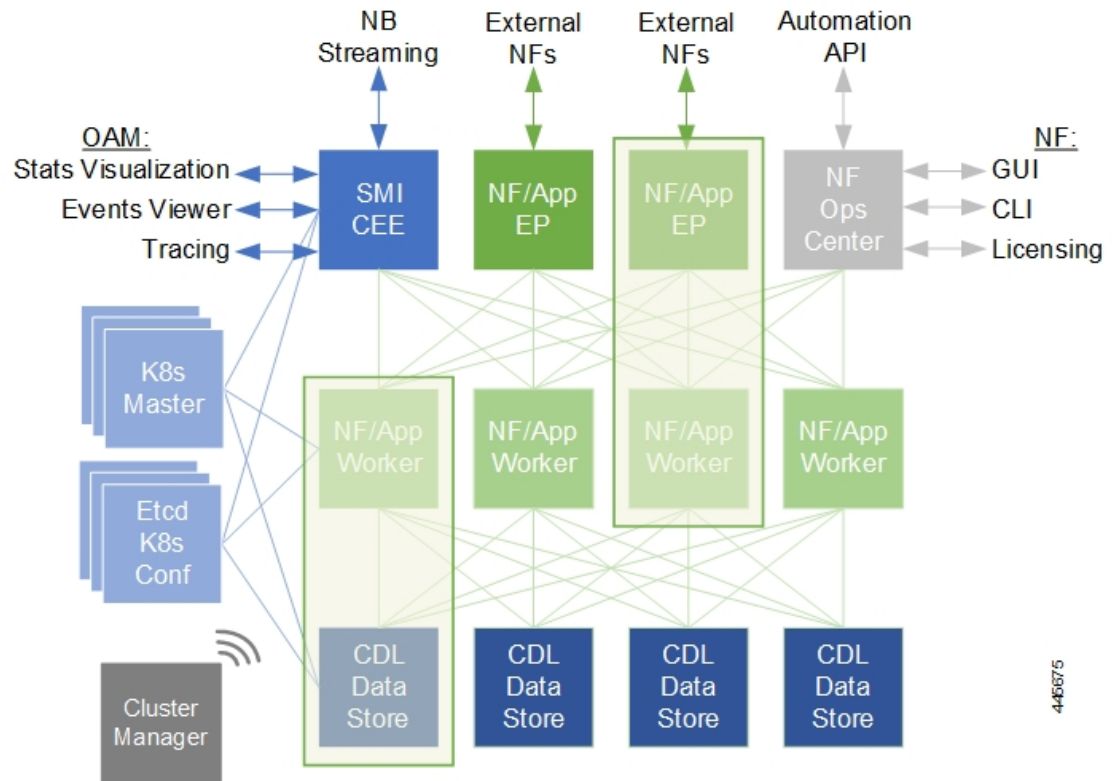 NB
Streaming
External
NFs
External
NFs
Automation
API
OAM:
Stats Visualization
Events Viewer
Tracing
SMI
CEE
NF/App
EP
NF/App
EP
NF
Ops
Center
NF:
GUI
CLI
Licensing
K8s
Master
NF/App
Worker
NF/App
Worker
NF/App
Worker
NF/App
Worker
Etcd
K8s
Conf
Cluster
Manager
CDL
Data
Store
CDL
Data
Store
CDL
Data
Store
CDL
Data
Store
445675